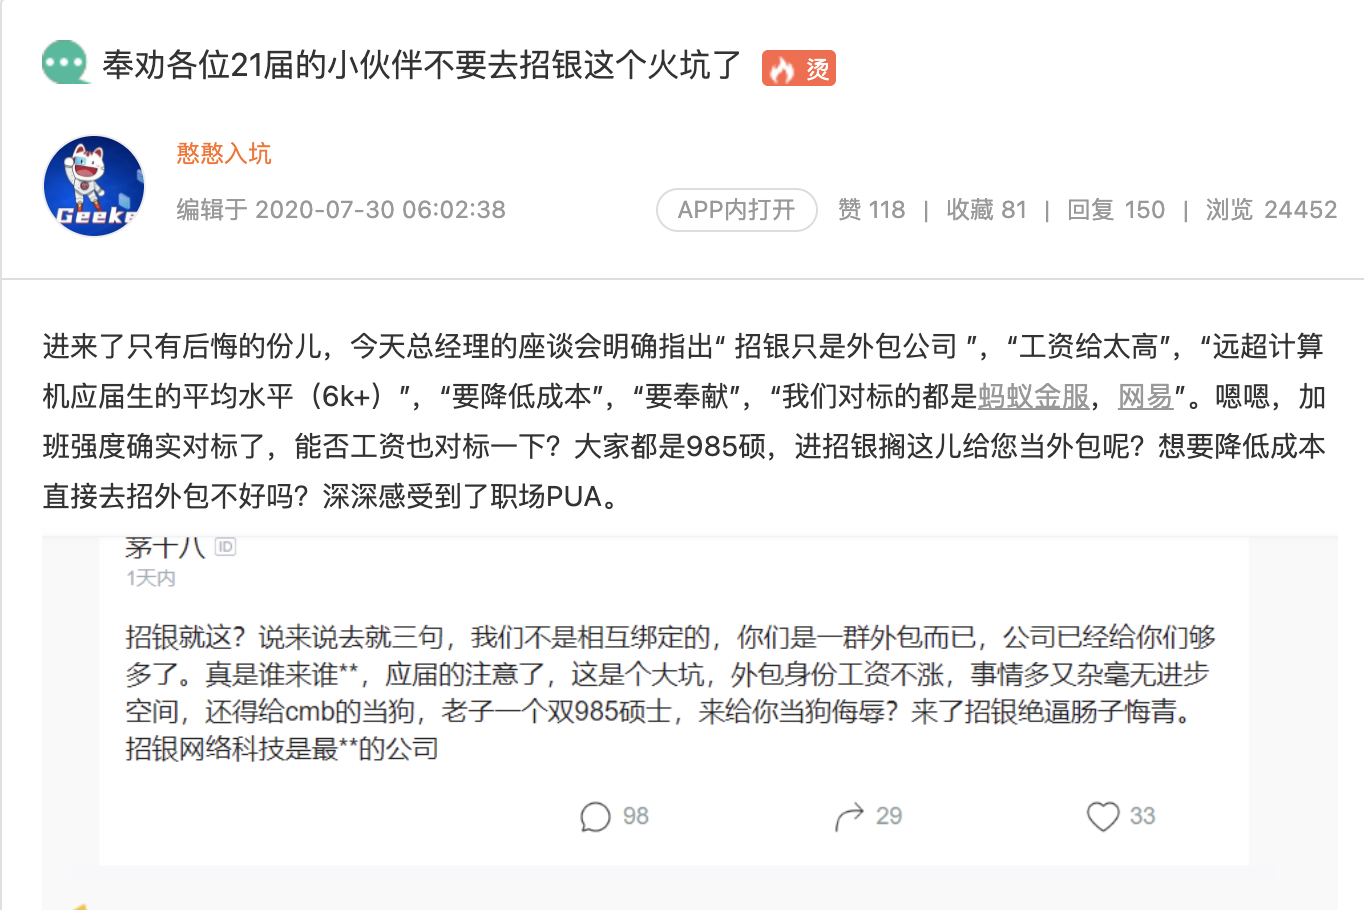 奉劝各位21届的小伙伴不要去招银这个火坑了 烫
Geeke
憨憨入坑
编辑于 2020-07-30 06:02:38 APP内打开 赞 118 | 收藏 81 | 回复 150 | 浏览 24452
进来了只有后悔的份儿，今天总经理的座谈会明确指出“ 招银只是外包公司 ”，“工资给太高”，“远超计算
机应届生的平均水平（6k+）”，“要降低成本”，“要奉献”，“我们对标的都是蚂蚁金服，网易”。嗯嗯，加
班强度确实对标了，能否工资也对标一下？大家都是985硕，进招银搁这儿给您当外包呢？想要降低成本
直接去招外包不好吗？深深感受到了职场PUA。
茅十八 ID
1天内
招银就这？说来说去就三句，我们不是相互绑定的，你们是一群外包而已，公司已经给你们够
多了。真是谁来谁**，应届的注意了，这是个大坑，外包身份工资不涨，事情多又杂毫无进步
空间，还得给cmb的当狗，老子一个双985硕士，来给你当狗侮辱？来了招银绝逼肠子悔青。
招银网络科技是最**的公司
98 29 33